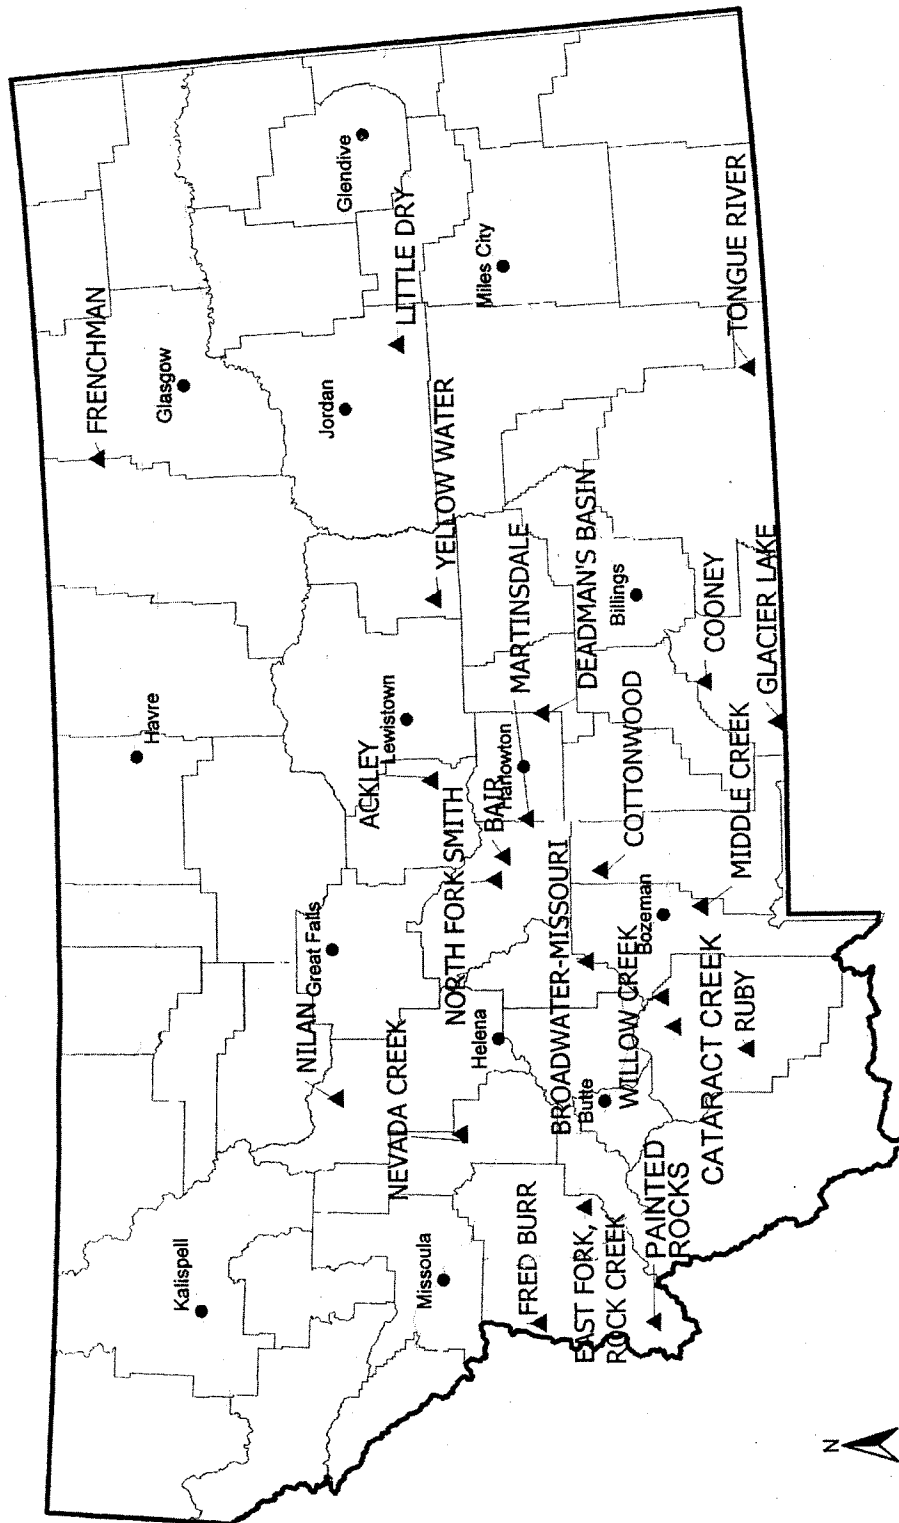 FRENCHMAN
Glasgow
Havre
Kalispell
Glendive
Jordan
Great Falls
NILAN
LITTLE DRY
YELLOW WATER
Lewistown
ACKLEY
NEVADA CREEK
Missoula
Miles City
MARTINSDALE
Harlowton
BAIR
NORTH FORK SMITH
Helena
FRED BURR
DEADMAN'S BASIN
BROADWATER-MISSOURI
Butte
EAST FORK,
ROCK CREEK
Billings
COTTONWOOD
Bozeman
WILLOW CREEK
PAINTED
ROCKS
TONGUE RIVER
COONEY
GLACIER LAKE
MIDDLE CREEK
CATARACT CREEK
RUBY
N